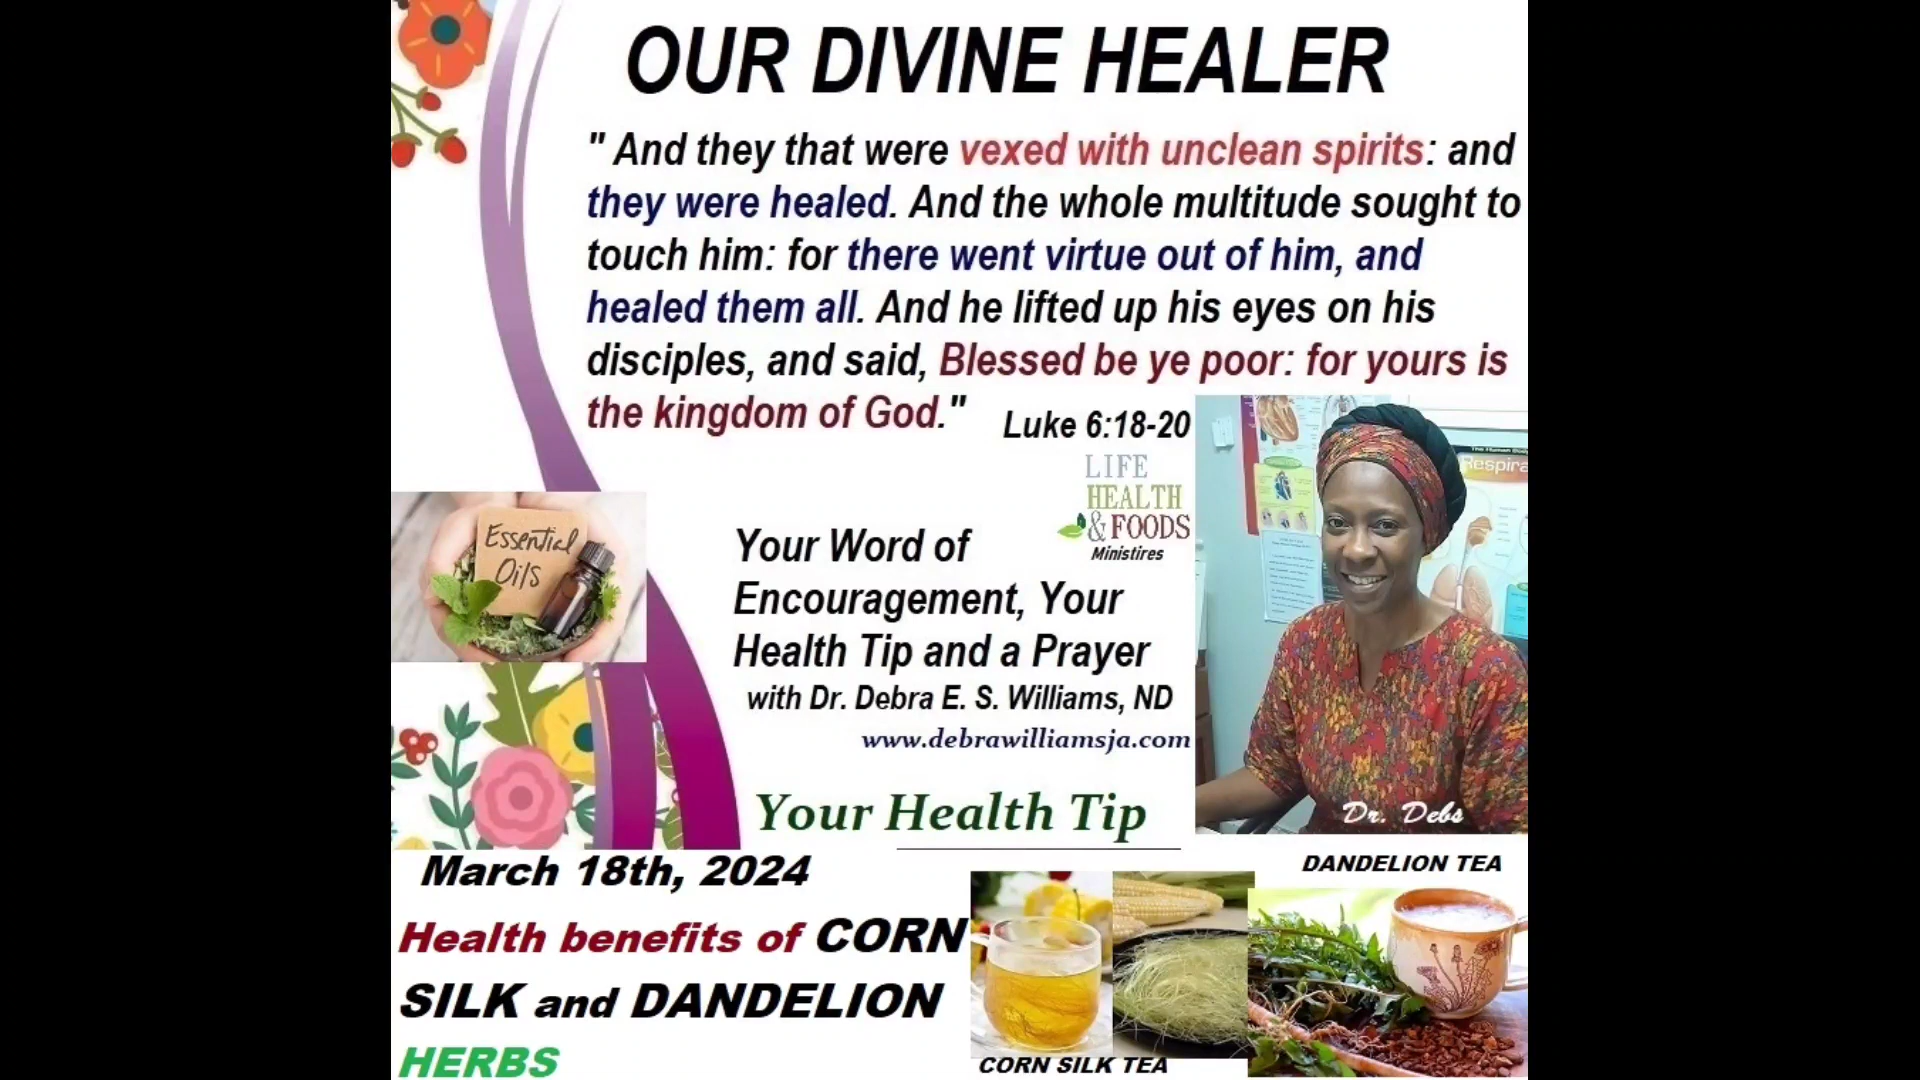 OUR DIVINE HEALER
" And they that were vexed with unclean spirits: and
they were healed. And the whole multitude sought to
touch him: for there went virtue out of him, and
healed them all. And he lifted up his eyes on his
disciples, and said, Blessed be ye poor: for yours is
the kingdom of God."
Luke 6:18-20
LIFE
HEALTH
& FOODS
Ministires
Respira
Essential
Oils
Your Word of
Encouragement, Your
Health Tip and a Prayer
with Dr. Debra E. S. Williams, ND
www.debrawilliamsja.com
Dr. Debs
Your Health Tip
March 18th, 2024
Health benefits of CORN
SILK and DANDELION
HERBS
DANDELION TEA
CORN SILK TEA